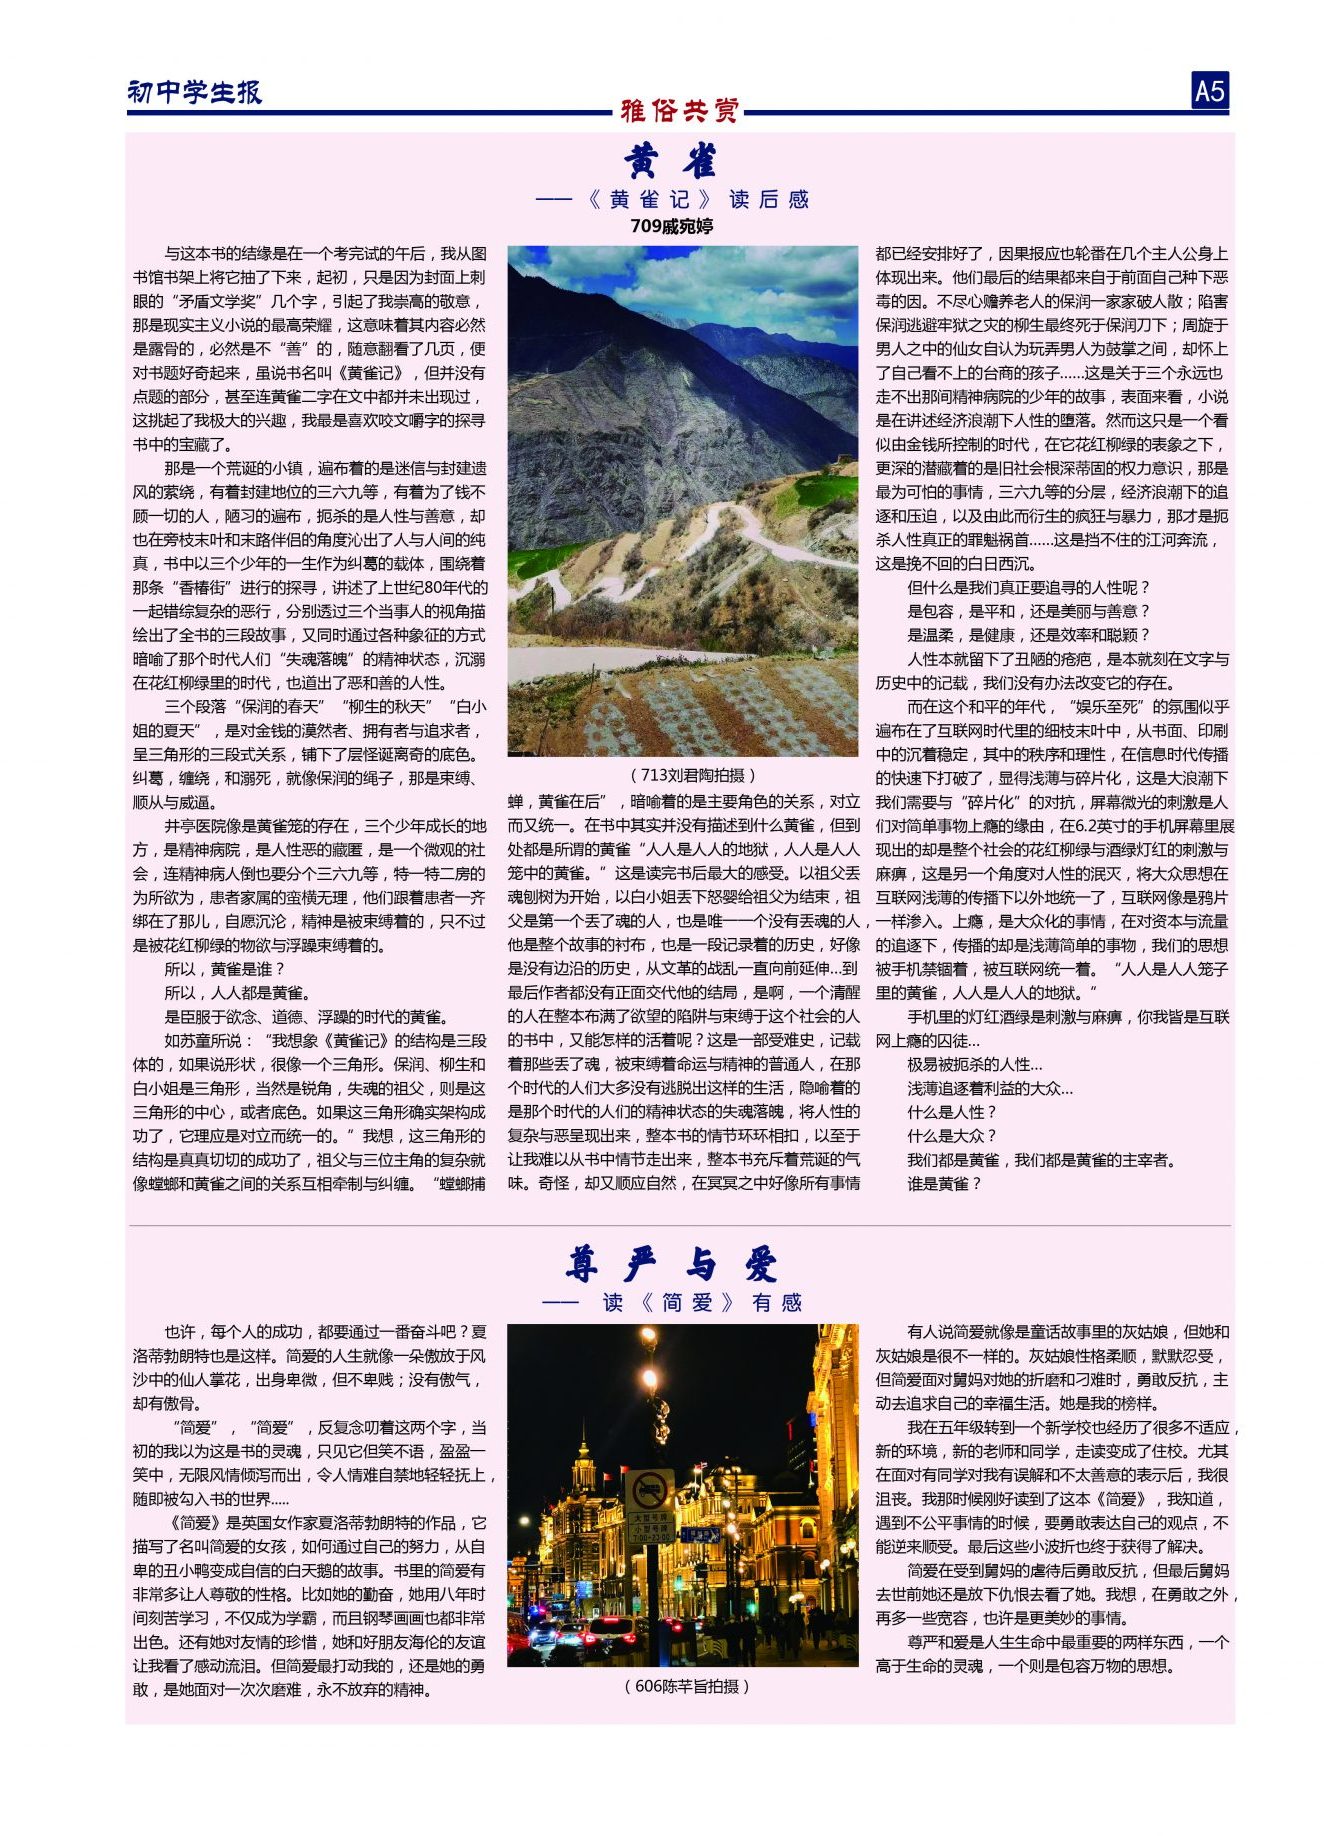 初中学生报
雅俗共赏
A5
黄雀
——《黄雀记》读后感
709戚宛婷
与这本书的结缘是在一个考完试的午后，我从图
书馆书架上将它抽了下来，起初，只是因为封面上刺
眼的“矛盾文学奖”几个字，引起了我崇高的敬意，
那是现实主义小说的最高荣耀，这意味着其内容必然
是露骨的，必然是不“善”的，随意翻看了几页，便
对书题好奇起来，虽说书名叫《黄雀记》，但并没有
点题的部分，甚至连黄雀二字在文中都并未出现过，
这挑起了我极大的兴趣，我最是喜欢咬文嚼字的探寻
书中的宝藏了。
那是一个荒诞的小镇，遍布着的是迷信与封建遗
风的萦绕，有着封建地位的三六九等，有着为了钱不
顾一切的人，陋习的遍布，扼杀的是人性与善意，却
也在旁枝末叶和末路伴侣的角度沁出了人与人间的纯
真，书中以三个少年的一生作为纠葛的载体，围绕着
那条“香椿街”进行的探寻，讲述了上世纪80年代的
一起错综复杂的恶行，分别透过三个当事人的视角描
绘出了全书的三段故事，又同时通过各种象征的方式
暗喻了那个时代人们“失魂落魄”的精神状态，沉溺
在花红柳绿里的时代，也道出了恶和善的人性。
三个段落“保润的春天”“柳生的秋天”“白小
姐的夏天”，是对金钱的漠然者、拥有者与追求者，
呈三角形的三段式关系，铺下了层怪诞离奇的底色。
纠葛，缠绕，和溺死，就像保润的绳子，那是束缚、
顺从与威逼。
井亭医院像是黄雀笼的存在，三个少年成长的地
方，是精神病院，是人性恶的藏匿，是一个微观的社
会，连精神病人倒也要分个三六九等，特一特二房的
为所欲为，患者家属的蛮横无理，他们跟着患者一齐
绑在了那儿，自愿沉沦，精神是被束缚着的，只不过
是被花红柳绿的物欲与浮躁束缚着的。
所以，黄雀是谁？
所以，人人都是黄雀。
是臣服于欲念、道德、浮躁的时代的黄雀。
如苏童所说：“我想象《黄雀记》的结构是三段
体的，如果说形状，很像一个三角形。保润、柳生和
白小姐是三角形，当然是锐角，失魂的祖父，则是这
三角形的中心，或者底色。如果这三角形确实架构成
功了，它理应是对立而统一的。”我想，这三角形的
结构是真真切切的成功了，祖父与三位主角的复杂就
像螳螂和黄雀之间的关系互相牵制与纠缠。“螳螂捕
（713刘君陶拍摄）
蝉，黄雀在后”，暗喻着的是主要角色的关系，对立
而又统一。在书中其实并没有描述到什么黄雀，但到
处都是所谓的黄雀“人人是人人的地狱，人人是人人
笼中的黄雀。”这是读完书后最大的感受。以祖父丢
魂刨树为开始，以白小姐丢下怒婴给祖父为结束，祖
父是第一个丢了魂的人，也是唯一一个没有丢魂的人，
他是整个故事的衬布，也是一段记录着的历史，好像
是没有边沿的历史，从文革的战乱一直向前延伸...到
最后作者都没有正面交代他的结局，是啊，一个清醒
的人在整本布满了欲望的陷阱与束缚于这个社会的人
的书中，又能怎样的活着呢？这是一部受难史，记载
着那些丢了魂，被束缚着命运与精神的普通人，在那
个时代的人们大多没有逃脱出这样的生活，隐喻着的
是那个时代的人们的精神状态的失魂落魄，将人性的
复杂与恶呈现出来，整本书的情节环环相扣，以至于
让我难以从书中情节走出来，整本书充斥着荒诞的气
味。奇怪，却又顺应自然，在冥冥之中好像所有事情
都已经安排好了，因果报应也轮番在几个主人公身上
体现出来。他们最后的结果都来自于前面自己种下恶
毒的因。不尽心赡养老人的保润一家家破人散；陷害
保润逃避牢狱之灾的柳生最终死于保润刀下；周旋于
男人之中的仙女自认为玩弄男人为鼓掌之间，却怀上
了自己看不上的台商的孩子......这是关于三个永远也
走不出那间精神病院的少年的故事，表面来看，小说
是在讲述经济浪潮下人性的堕落。然而这只是一个看
似由金钱所控制的时代，在它花红柳绿的表象之下，
更深的潜藏着的是旧社会根深蒂固的权力意识，那是
最为可怕的事情，三六九等的分层，经济浪潮下的追
逐和压迫，以及由此而衍生的疯狂与暴力，那才是扼
杀人性真正的罪魁祸首......这是挡不住的江河奔流，
这是挽不回的白日西沉。
但什么是我们真正要追寻的人性呢？
是包容，是平和，还是美丽与善意？
是温柔，是健康，还是效率和聪颖？
人性本就留下了丑陋的疮疤，是本就刻在文字与
历史中的记载，我们没有办法改变它的存在。
而在这个和平的年代，“娱乐至死”的氛围似乎
遍布在了互联网时代里的细枝末叶中，从书面、印刷
中的沉着稳定，其中的秩序和理性，在信息时代传播
的快速下打破了，显得浅薄与碎片化，这是大浪潮下
我们需要与“碎片化”的对抗，屏幕微光的刺激是人
们对简单事物上瘾的缘由，在6.2英寸的手机屏幕里展
现出的却是整个社会的花红柳绿与酒绿灯红的刺激与
麻痹，这是另一个角度对人性的泯灭，将大众思想在
互联网浅薄的传播下以外地统一了，互联网像是鸦片
一样渗入。上瘾，是大众化的事情，在对资本与流量
的追逐下，传播的却是浅薄简单的事物，我们的思想
被手机禁锢着，被互联网统一着。“人人是人人笼子
里的黄雀，人人是人人的地狱。”
手机里的灯红酒绿是刺激与麻痹，你我皆是互联
网上瘾的囚徒...
极易被扼杀的人性...
浅薄追逐着利益的大众...
什么是人性？
什么是大众？
我们都是黄雀，我们都是黄雀的主宰者。
谁是黄雀？
尊严与爱
—— 读《简爱》有感
也许，每个人的成功，都要通过一番奋斗吧？夏
洛蒂勃朗特也是这样。简爱的人生就像一朵傲放于风
沙中的仙人掌花，出身卑微，但不卑贱；没有傲气，
却有傲骨。
“简爱”，“简爱”，反复念叨着这两个字，当
初的我以为这是书的灵魂，只见它但笑不语，盈盈一
笑中，无限风情倾泻而出，令人情难自禁地轻轻抚上，
随即被勾入书的世界.....
《简爱》是英国女作家夏洛蒂勃朗特的作品，它
描写了名叫简爱的女孩，如何通过自己的努力，从自
卑的丑小鸭变成自信的白天鹅的故事。书里的简爱有
非常多让人尊敬的性格。比如她的勤奋，她用八年时
间刻苦学习，不仅成为学霸，而且钢琴画画也都非常
出色。还有她对友情的珍惜，她和好朋友海伦的友谊
让我看了感动流泪。但简爱最打动我的，还是她的勇
敢，是她面对一次次磨难，永不放弃的精神。
大型号牌
小型号牌
7:00-22:00
（606陈芊旨拍摄）
有人说简爱就像是童话故事里的灰姑娘，但她和
灰姑娘是很不一样的。灰姑娘性格柔顺，默默忍受，
但简爱面对舅妈对她的折磨和刁难时，勇敢反抗，主
动去追求自己的幸福生活。她是我的榜样。
我在五年级转到一个新学校也经历了很多不适应，
新的环境，新的老师和同学，走读变成了住校。尤其
在面对有同学对我有误解和不太善意的表示后，我很
沮丧。我那时候刚好读到了这本《简爱》，我知道，
遇到不公平事情的时候，要勇敢表达自己的观点，不
能逆来顺受。最后这些小波折也终于获得了解决。
简爱在受到舅妈的虐待后勇敢反抗，但最后舅妈
去世前她还是放下仇恨去看了她。我想，在勇敢之外，
再多一些宽容，也许是更美妙的事情。
尊严和爱是人生生命中最重要的两样东西，一个
高于生命的灵魂，一个则是包容万物的思想。